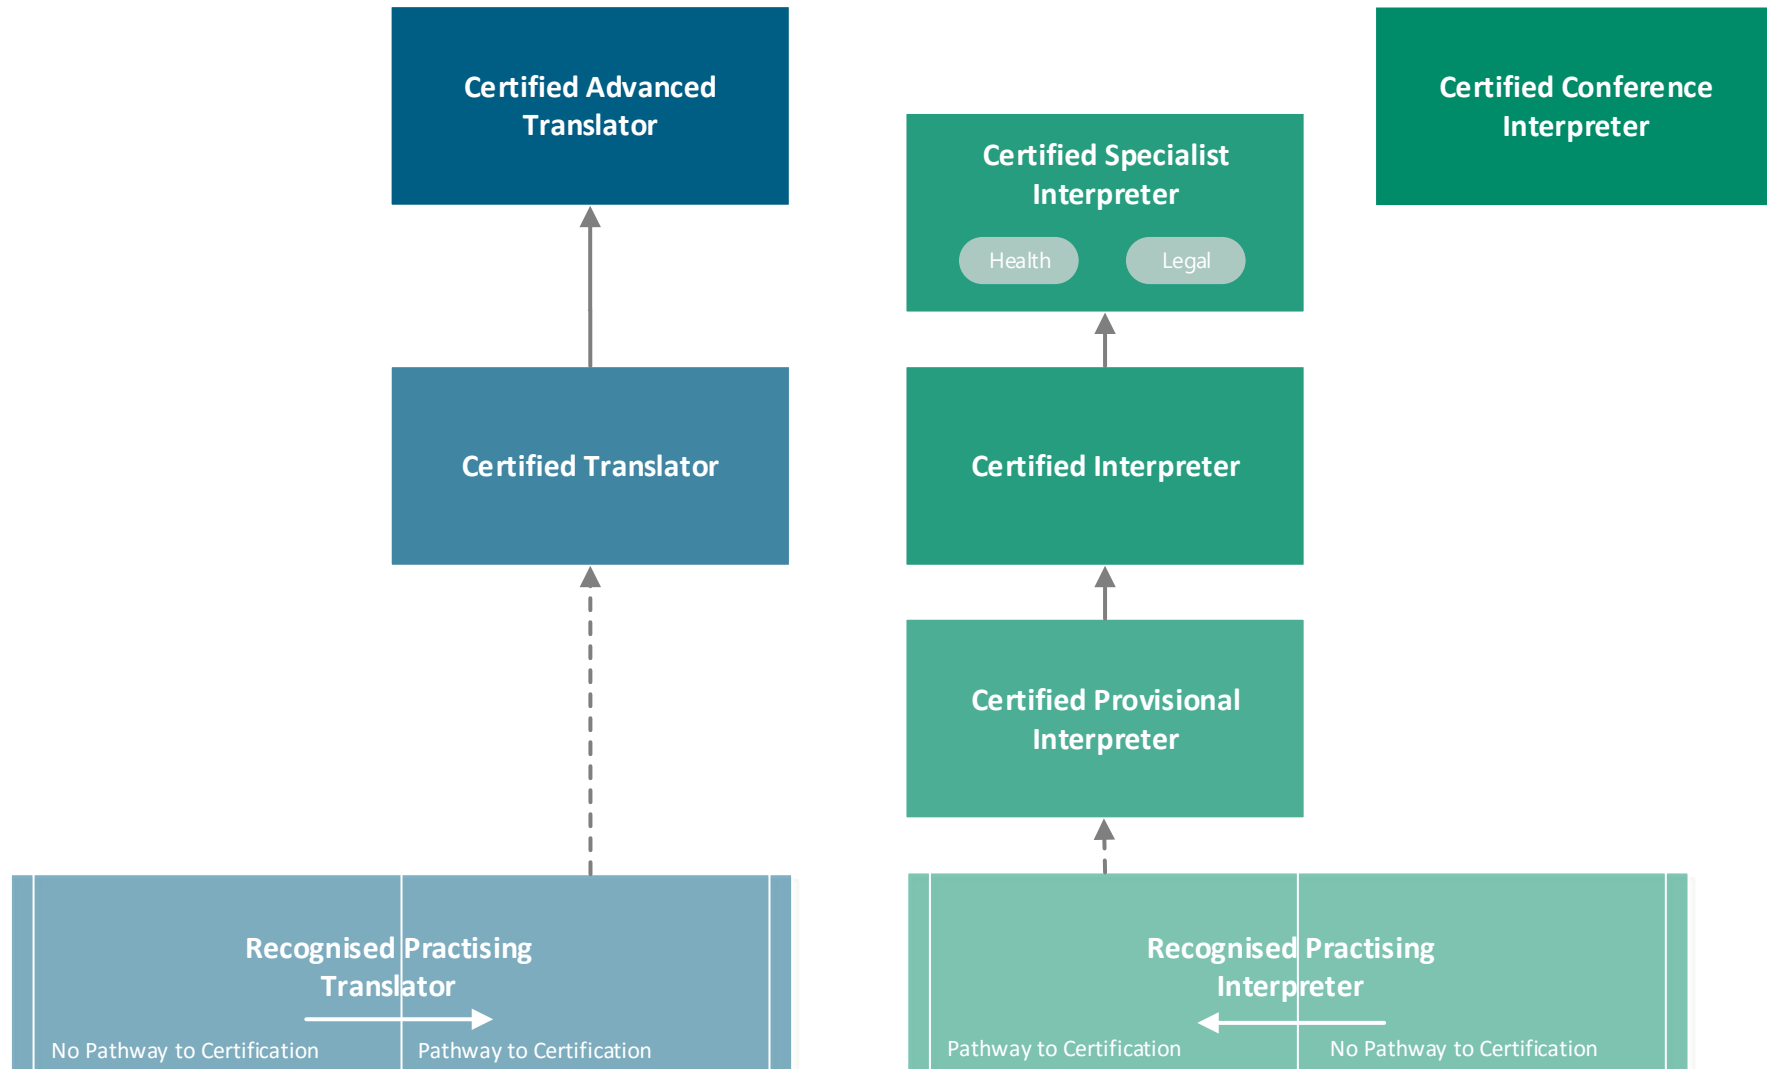 Certified Advanced
Translator
Certified Conference
Interpreter
Certified Specialist
Interpreter
Health
Legal
Certified Translator
Certified Interpreter
Certified Provisional
Interpreter
Recognised Practising
Translator
No Pathway to Certification
Pathway to Certification
Recognised Practising
Interpreter
Pathway to Certification
No Pathway to Certification